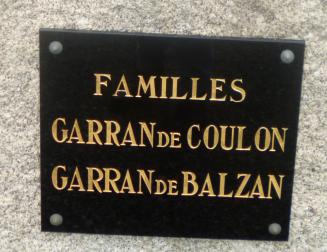 FAMILLES
GARRAN DE COULON
GARRAN DE BALZAN